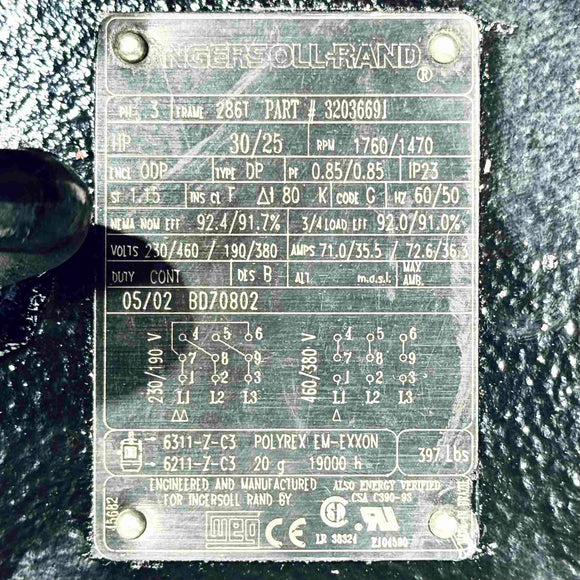 INGERSOLL-RAND ®
PH 3 FRAME 286T PART # 32036691
HP 30/25 RPM 1760/1470
ENCL ODP TYPE DP PF 0.85/0.85 IP23
SF 1.15 INS CL F Δ 80 K CODE G HZ 60/50
NEMA NOM EFF 92.4/91.7% 3/4 LOAD EFF 92.0/91.0%
VOLTS 230/460 / 190/380 AMPS 71.0/35.5 / 72.6/36.3
DUTY CONT DES B ALT. m.a.s.l. MAX AMB.
05/02 BD70802
230/190 V 460/380 V
4 5 6 4 5 6
7 8 9 7 8 9
1 2 3 1 2 3
L1 L2 L3 L1 L2 L3
ΔΔ Δ
6311-Z-C3 POLYREX EM-EXXON 397 Lbs
6211-Z-C3 20 g 19000 h
ENGINEERED AND MANUFACTURED
FOR INGERSOLL RAND BY
WEG CE
ALSO ENERGY VERIFIED
CSA C390-98
LR 38324